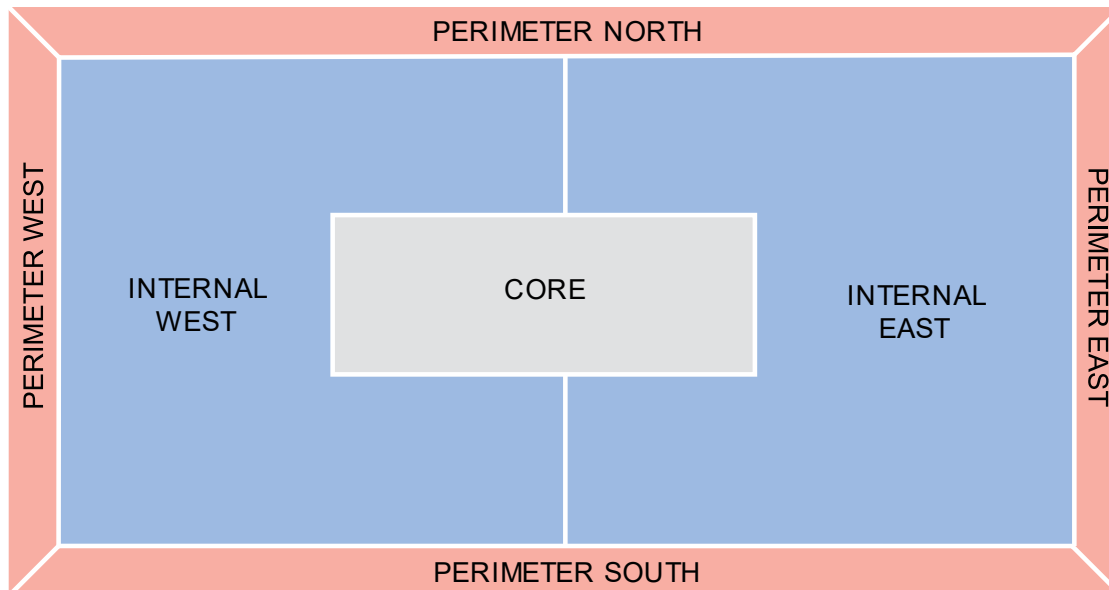 PERIMETER NORTH
PERIMETER WEST
INTERNAL
WEST
CORE
INTERNAL
EAST
PERIMETER EAST
PERIMETER SOUTH